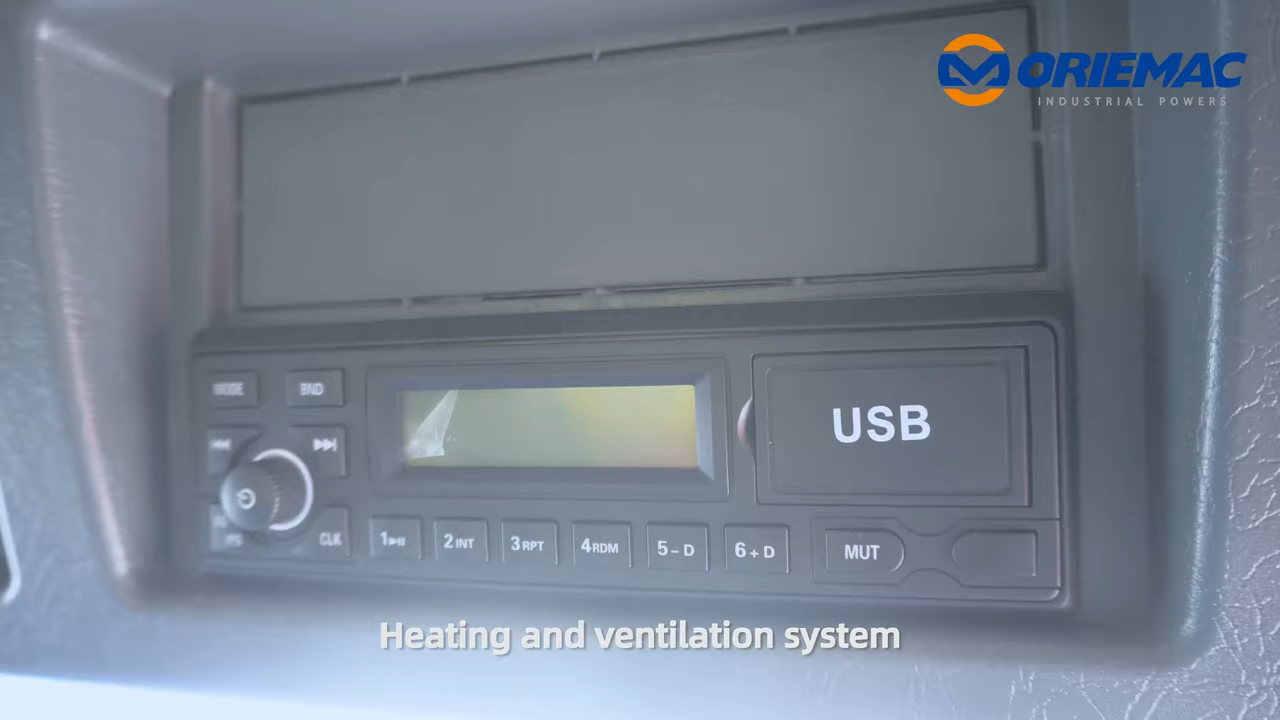 ORIEMAC
INDUSTRIAL POWERS
MODE
BND
USB
CLK
1
2 INT
3 RPT
4 RDM
5 - D
6 + D
MUT
Heating and ventilation system